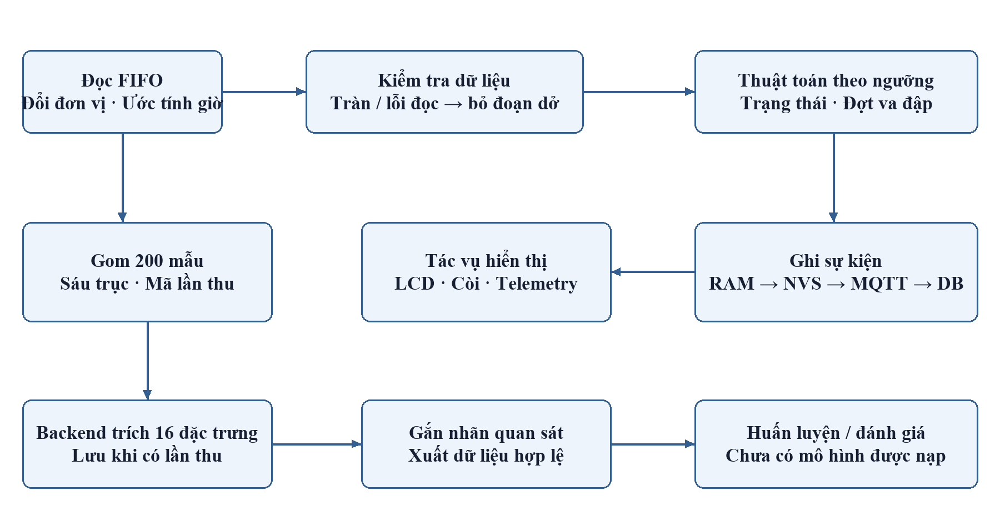 Đọc FIFO
Đổi đơn vị · Ước tính giờ
Kiểm tra dữ liệu
Tràn / lỗi đọc → bỏ đoạn dở
Thuật toán theo ngưỡng
Trạng thái · Đợt va đập
Gom 200 mẫu
Sáu trục · Mã lần thu
Tác vụ hiển thị
LCD · Còi · Telemetry
Ghi sự kiện
RAM → NVS → MQTT → DB
Backend trích 16 đặc trưng
Lưu khi có lần thu
Gắn nhãn quan sát
Xuất dữ liệu hợp lệ
Huấn luyện / đánh giá
Chưa có mô hình được nạp